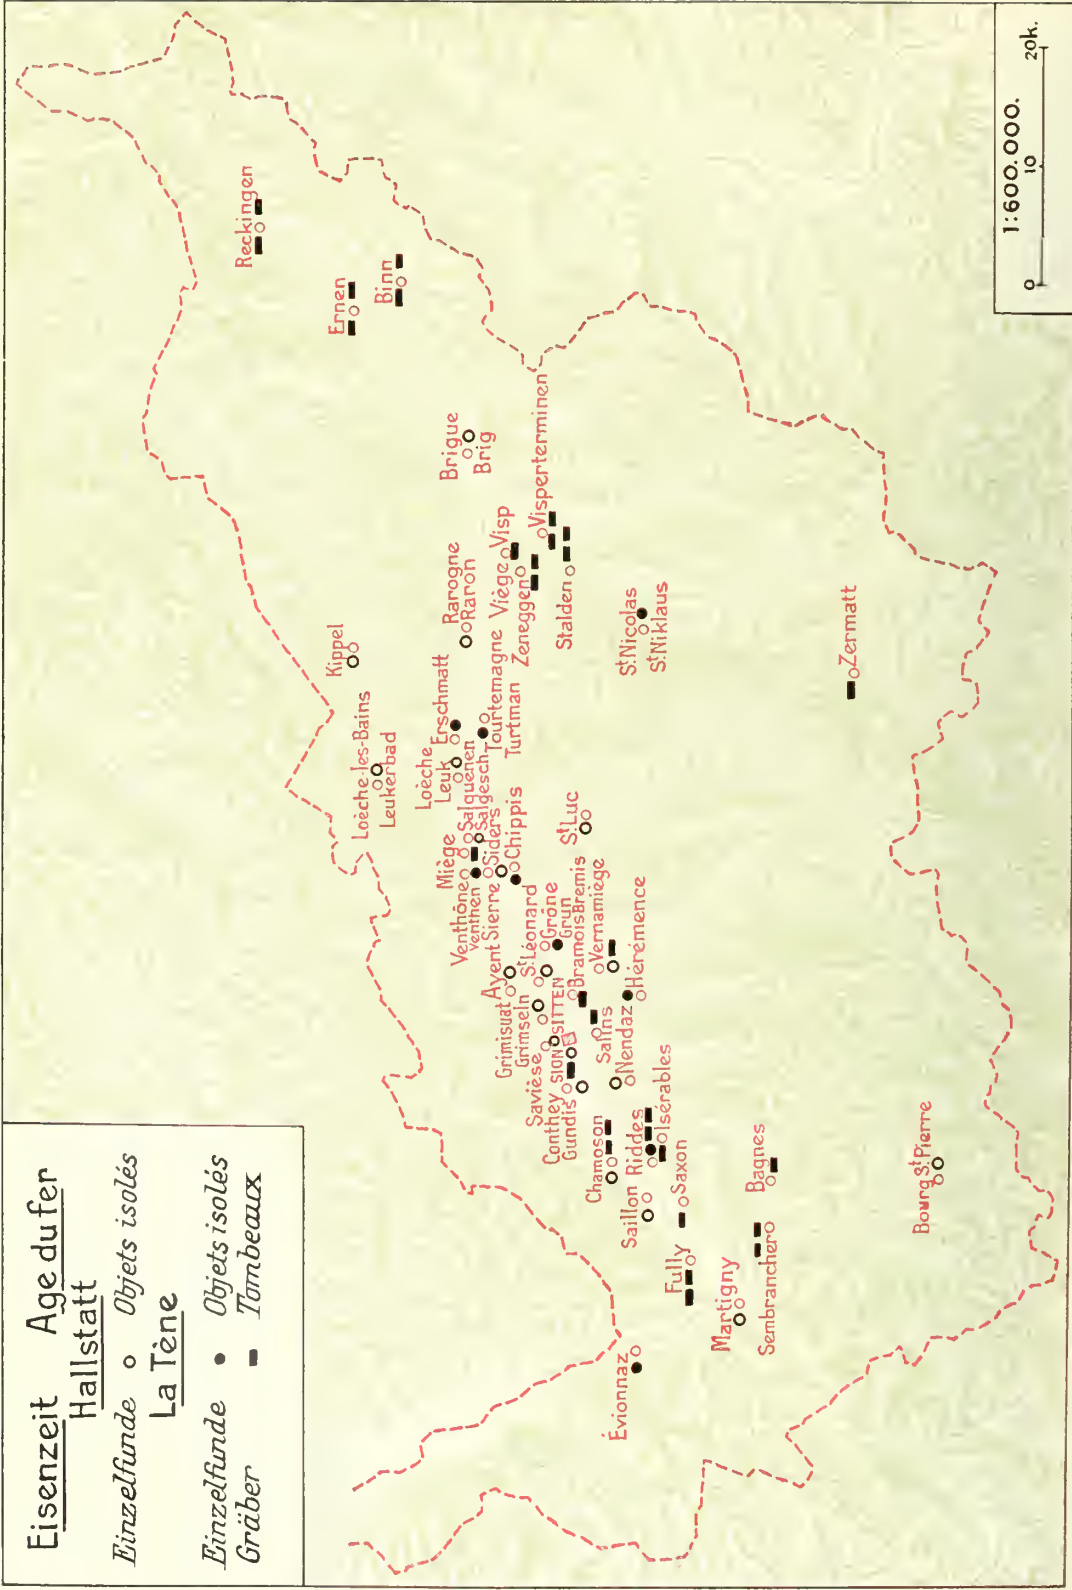 Eisenzeit Age du fer
Hallstatt
Einzelfunde Objets isolés
La Tène
Einzelfunde Objets isolés
Gräber Tombeaux
Reckingen
Ernen
Binn
Brigue
Brig
Kippel
Rarogne
Raron
Viège Visp
Zeneggen
Visperterminen
Stalden
St. Nicolas
St. Niklaus
Zermatt
Loèche-les-Bains
Leukerbad
Loèche
Leuk
Erschmatt
Tourtemagne
Turtman
Salquenen
Salgesch
Miège
Venthône
Venthen
Sierre Siders
Chippis
St. Luc
Ayent
St. Léonard
Grône
Grun
Bramois Bremis
Vernamiège
Hérémence
Grimisuat
Grimseln
Savièse
SION SITTEN
Conthey
Gundis
Salins
Nendaz
Chamoson
Riddes
Isérables
Saillon
Saxon
Fully
Martigny
Sembrancher
Bagnes
Bourg St. Pierre
Évionnaz
1:600.000.
0 10 20k.